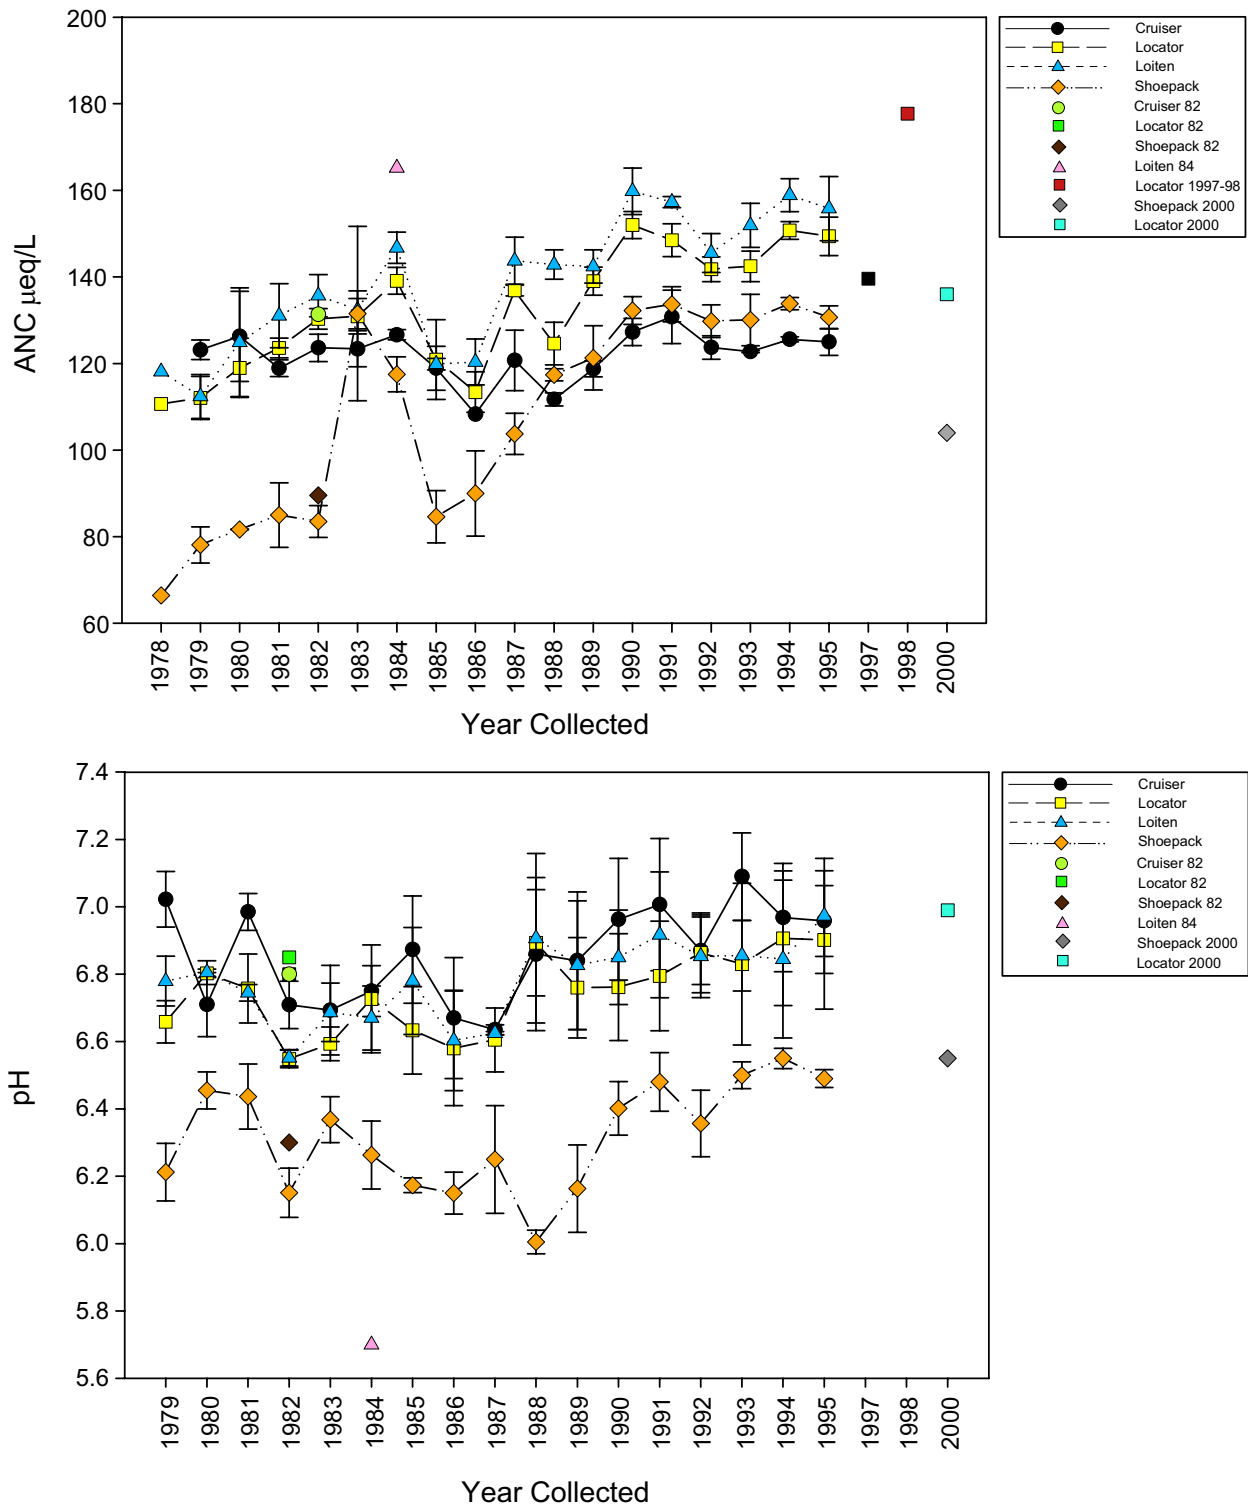 200
180
160
140
120
100
80
60
ANC µeq/L
1978
1979
1980
1981
1982
1983
1984
1985
1986
1987
1988
1989
1990
1991
1992
1993
1994
1995
1997
1998
2000
Year Collected
Cruiser
Locator
Loiten
Shoepack
Cruiser 82
Locator 82
Shoepack 82
Loiten 84
Locator 1997-98
Shoepack 2000
Locator 2000
7.4
7.2
7.0
6.8
6.6
6.4
6.2
6.0
5.8
5.6
pH
1979
1980
1981
1982
1983
1984
1985
1986
1987
1988
1989
1990
1991
1992
1993
1994
1995
1997
1998
2000
Year Collected
Cruiser
Locator
Loiten
Shoepack
Cruiser 82
Locator 82
Shoepack 82
Loiten 84
Shoepack 2000
Locator 2000